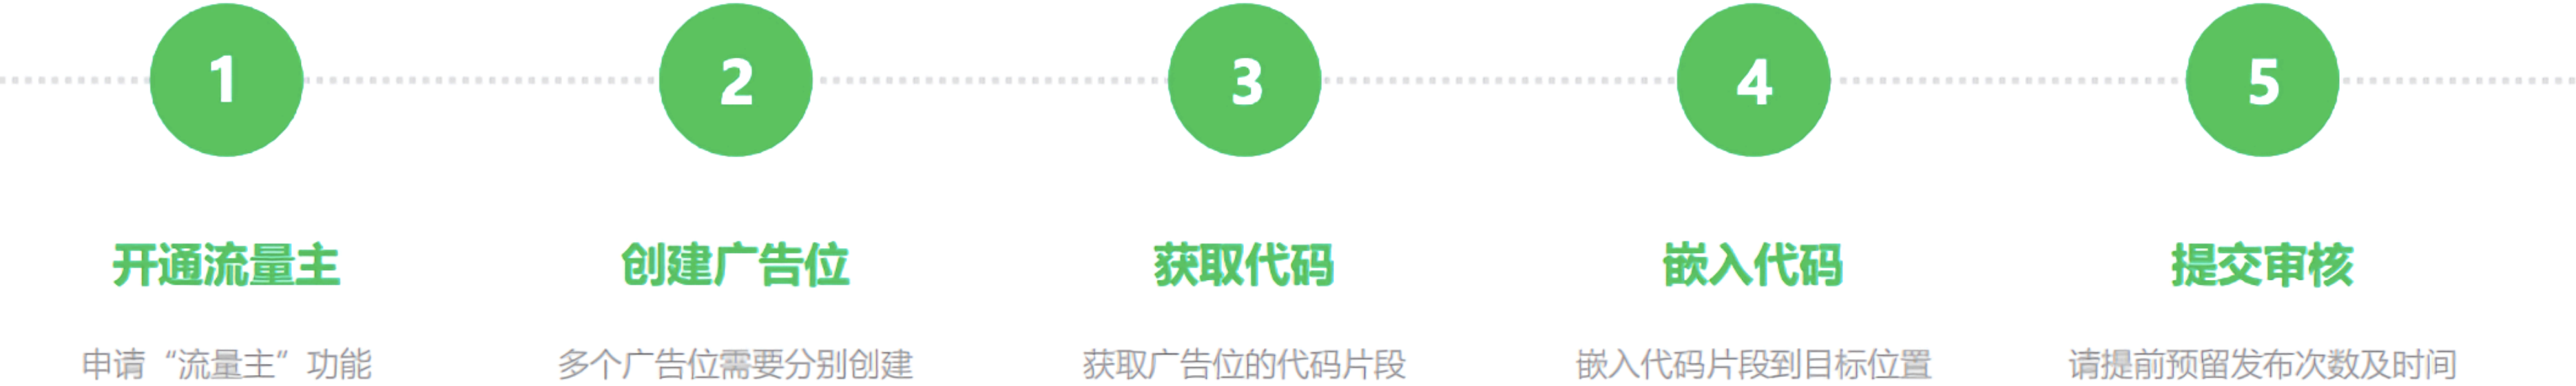 1
2
3
4
5
开通流量主
创建广告位
获取代码
嵌入代码
提交审核
申请“流量主”功能
多个广告位需要分别创建
获取广告位的代码片段
嵌入代码片段到目标位置
请提前预留发布次数及时间